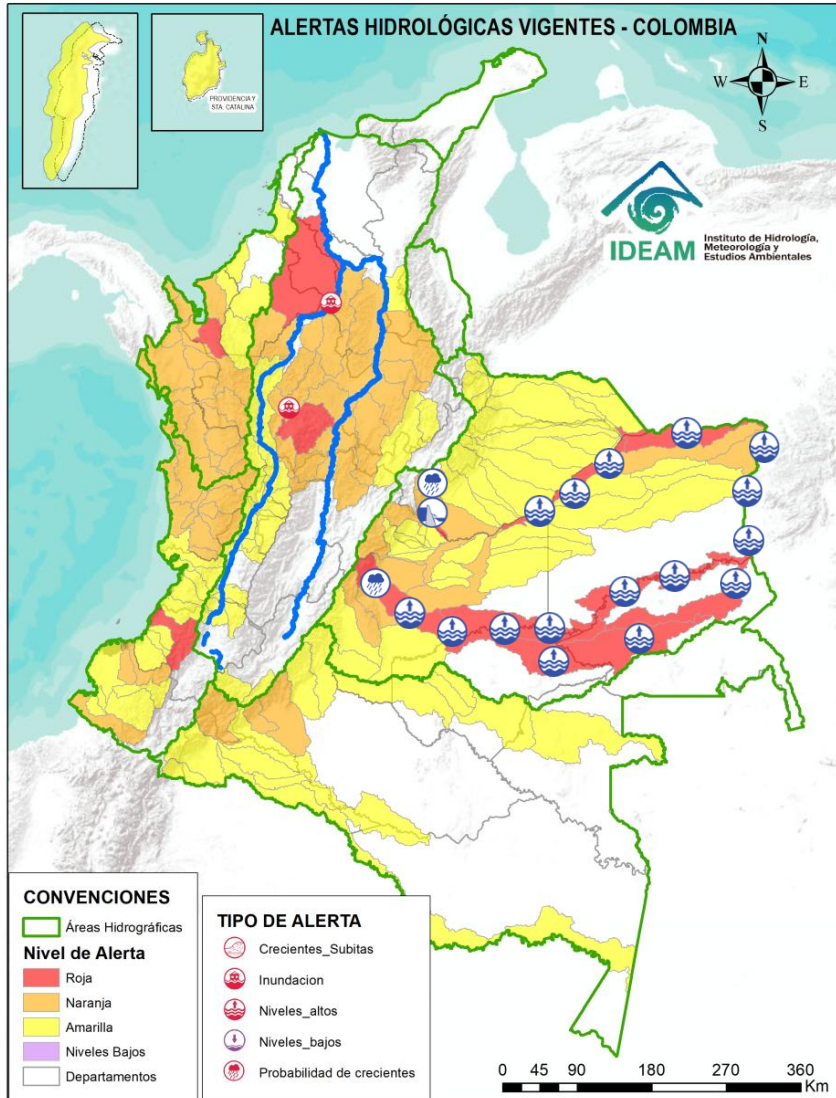 ALERTAS HIDROLÓGICAS VIGENTES - COLOMBIA
PROVIDENCIA Y
STA. CATALINA
N
W
E
S
IDEAM
Instituto de Hidrología,
Meteorología y
Estudios Ambientales
CONVENCIONES
Áreas Hidrográficas
Nivel de Alerta
Roja
Naranja
Amarilla
Niveles Bajos
Departamentos
TIPO DE ALERTA
Crecientes_Subitas
Inundacion
Niveles_altos
Niveles_bajos
Probabilidad de crecientes
0 45 90 180 270 360
Km